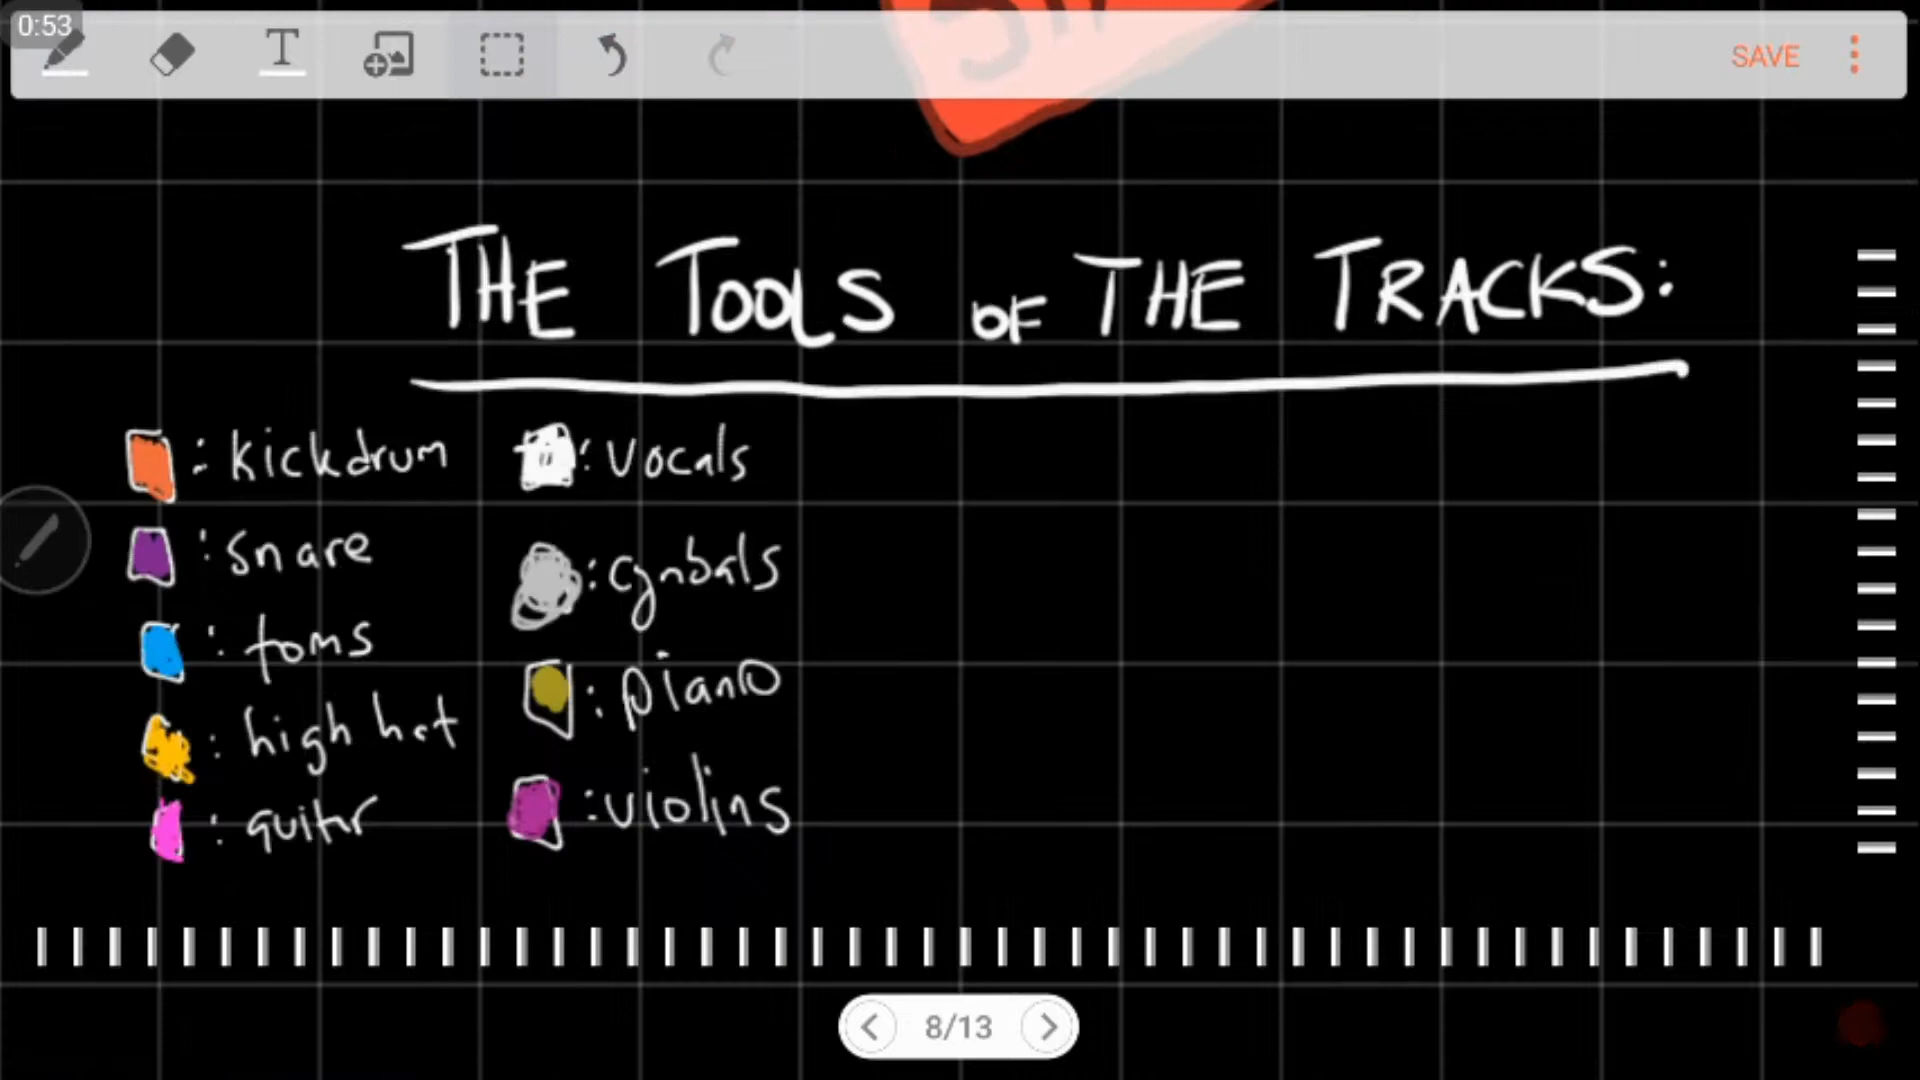 0:53
T
SAVE
THE TOOLS OF THE TRACKS:
: kickdrum
: snare
: toms
: high hat
: guitr
: vocals
: cynbals
: piano
: violins
8/13